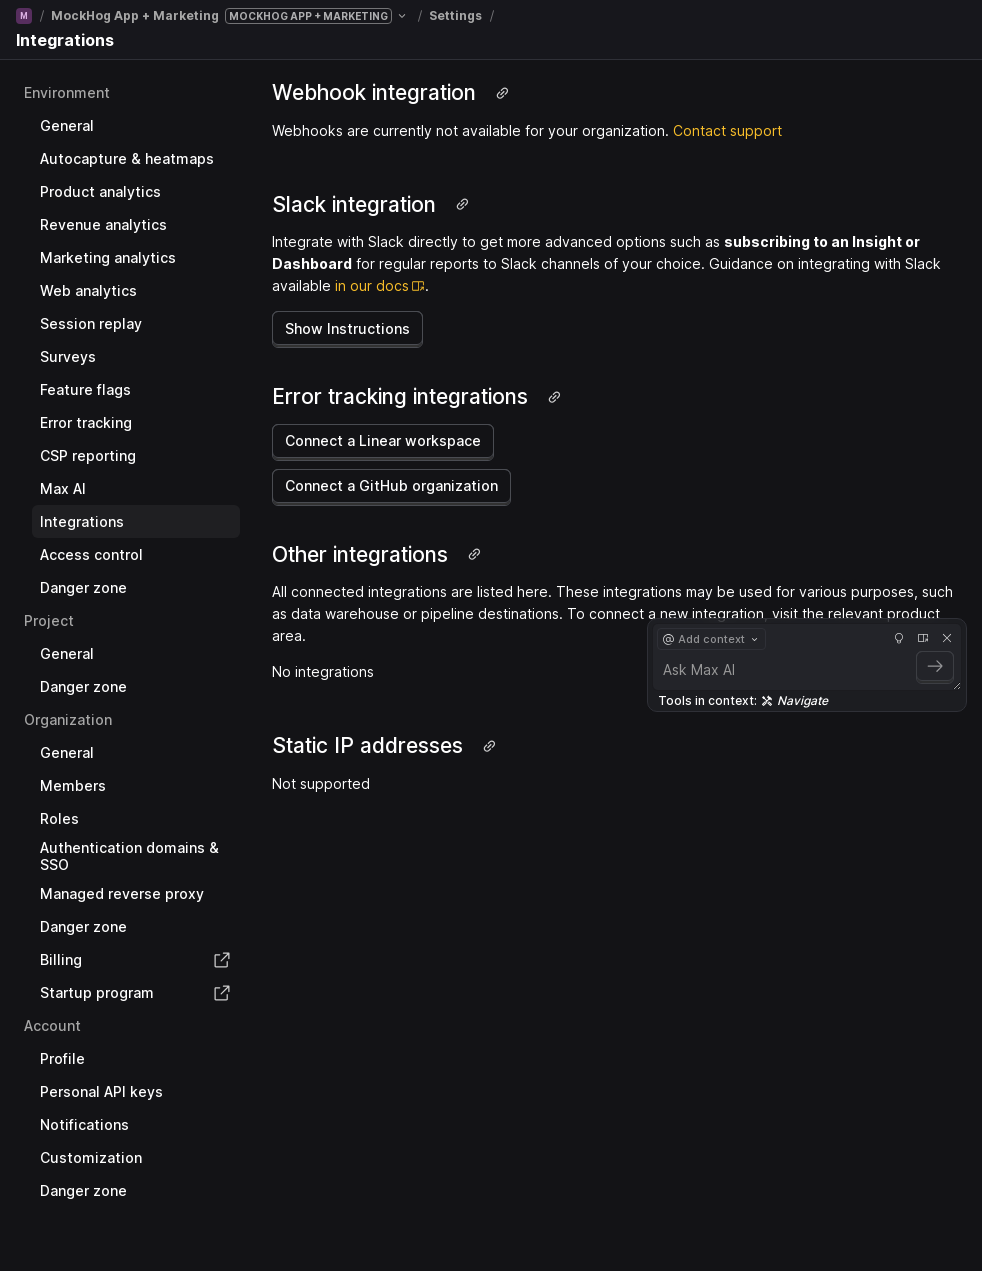 M / MockHog App + Marketing MOCKHOG APP + MARKETING / Settings /
Integrations
Environment
General
Autocapture & heatmaps
Product analytics
Revenue analytics
Marketing analytics
Web analytics
Session replay
Surveys
Feature flags
Error tracking
CSP reporting
Max AI
Integrations
Access control
Danger zone
Project
General
Danger zone
Organization
General
Members
Roles
Authentication domains &
SSO
Managed reverse proxy
Danger zone
Billing
Startup program
Account
Profile
Personal API keys
Notifications
Customization
Danger zone
Webhook integration
Webhooks are currently not available for your organization. Contact support
Slack integration
Integrate with Slack directly to get more advanced options such as subscribing to an Insight or
Dashboard for regular reports to Slack channels of your choice. Guidance on integrating with Slack
available in our docs.
Show Instructions
Error tracking integrations
Connect a Linear workspace
Connect a GitHub organization
Other integrations
All connected integrations are listed here. These integrations may be used for various purposes, such
as data warehouse or pipeline destinations. To connect a new integration, visit the relevant product
area.
No integrations
@ Add context
Ask Max AI
Tools in context: Navigate
Static IP addresses
Not supported